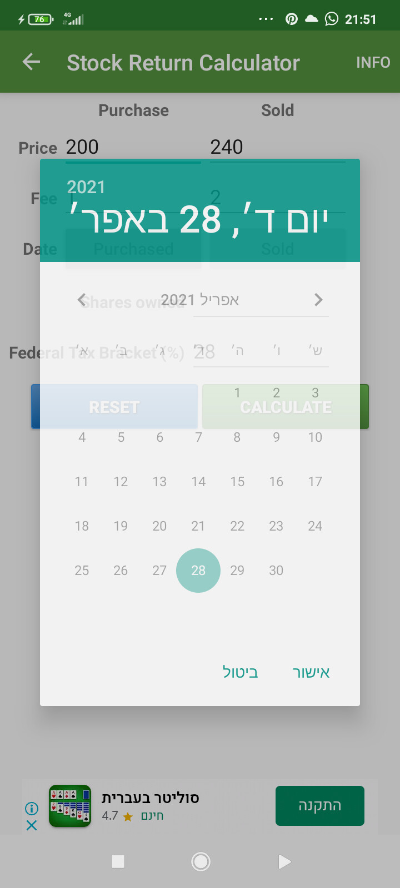 76 4G ... 21:51
Stock Return Calculator INFO
Purchase Sold
Price 200 240
2021
יום ד׳, 28 באפר׳
Fee 2
Date Purchased Sold
אפריל 2021
Shares owned
א׳ ב׳ ג׳ ד׳ ה׳ ו׳ ש׳
Federal Tax Bracket (%) 28
1 2 3
RESET CALCULATE
4 5 6 7 8 9 10
11 12 13 14 15 16 17
18 19 20 21 22 23 24
25 26 27 28 29 30
ביטול אישור
סוליטר בעברית
4.7 חינם
התקנה